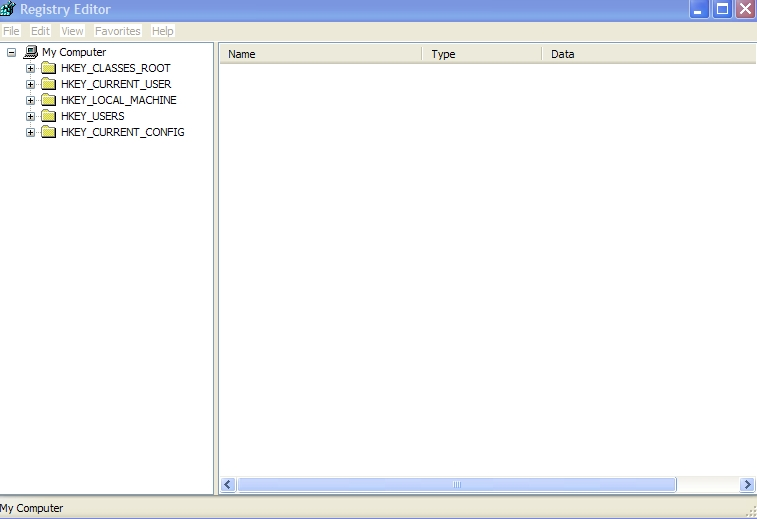 Registry Editor
File Edit View Favorites Help
My Computer
HKEY_CLASSES_ROOT
HKEY_CURRENT_USER
HKEY_LOCAL_MACHINE
HKEY_USERS
HKEY_CURRENT_CONFIG
Name Type Data
My Computer